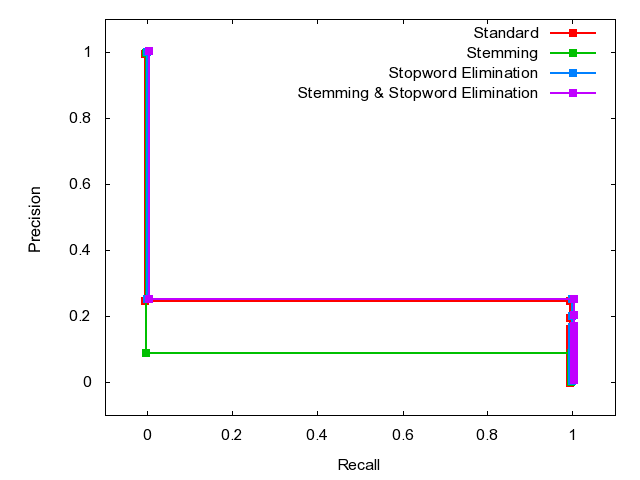 Standard
Stemming
Stopword Elimination
Stemming & Stopword Elimination
1
0.8
0.6
0.4
0.2
0
Precision
0 0.2 0.4 0.6 0.8 1
Recall